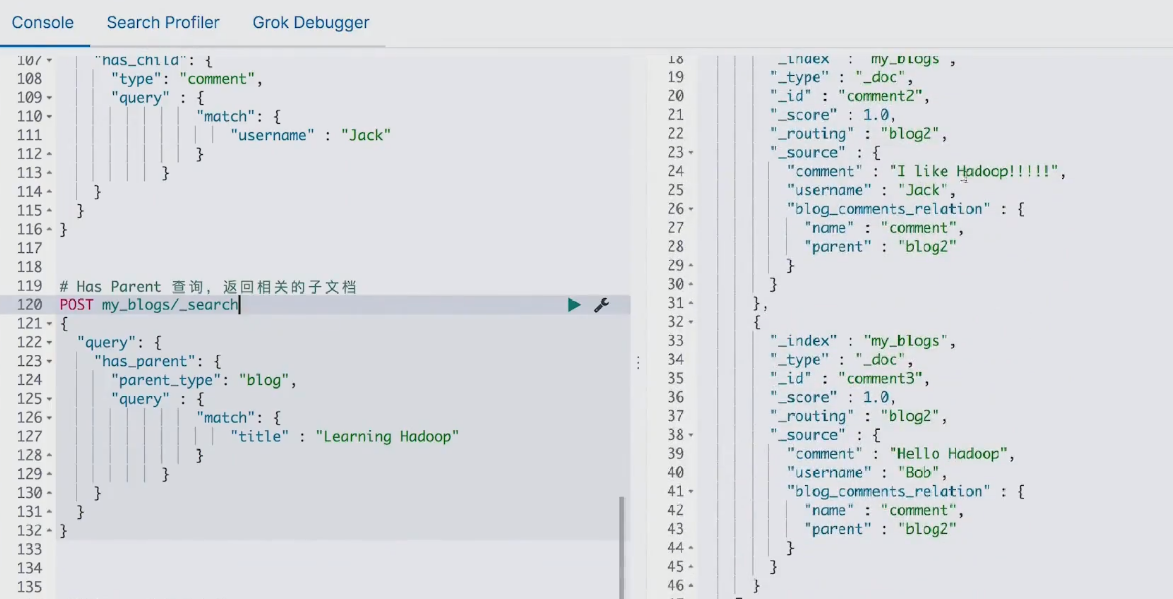 Console Search Profiler Grok Debugger
107 "has_child": {
108 "type": "comment",
109 "query" : {
110 "match": {
111 "username" : "Jack"
112 }
113 }
114 }
115 }
116 }
117
118
119 # Has Parent 查询，返回相关的子文档
120 POST my_blogs/_search
121 {
122 "query": {
123 "has_parent": {
124 "parent_type": "blog",
125 "query" : {
126 "match": {
127 "title" : "Learning Hadoop"
128 }
129 }
130 }
131 }
132 }
133
134
135
18 "_index" : "my_blogs",
19 "_type" : "_doc",
20 "_id" : "comment2",
21 "_score" : 1.0,
22 "_routing" : "blog2",
23 "_source" : {
24 "comment" : "I like Hadoop!!!!!",
25 "username" : "Jack",
26 "blog_comments_relation" : {
27 "name" : "comment",
28 "parent" : "blog2"
29 }
30 }
31 },
32 {
33 "_index" : "my_blogs",
34 "_type" : "_doc",
35 "_id" : "comment3",
36 "_score" : 1.0,
37 "_routing" : "blog2",
38 "_source" : {
39 "comment" : "Hello Hadoop",
40 "username" : "Bob",
41 "blog_comments_relation" : {
42 "name" : "comment",
43 "parent" : "blog2"
44 }
45 }
46 }